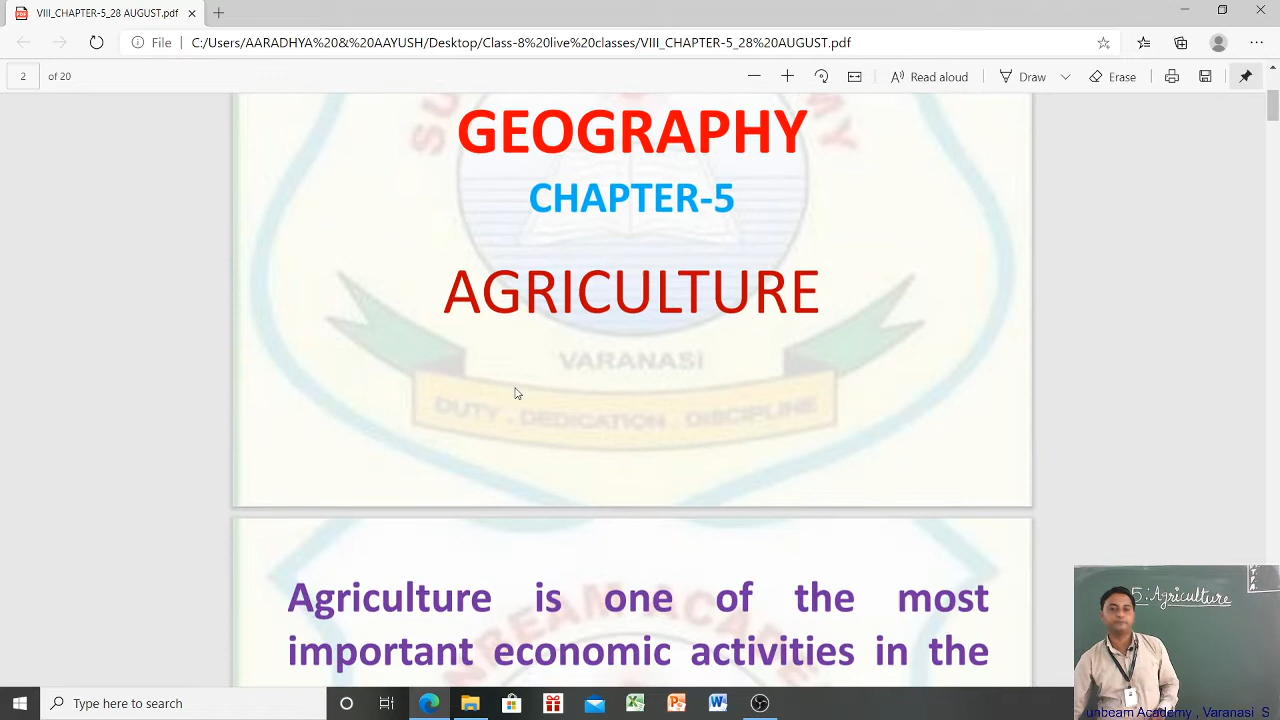 VIII_CHAPTER-5_28 AUGUST.pdf
File C:/Users/AARADHYA%20&%20AAYUSH/Desktop/Class-8%20live%20classes/VIII_CHAPTER-5_28%20AUGUST.pdf
2 of 20 Read aloud Draw Erase
GEOGRAPHY
CHAPTER-5
AGRICULTURE
VARANASI
DUTY . DEDICATION . DISCIPLINE
Agriculture is one of the most
important economic activities in the
5: Agriculture
Type here to search
unbeam Academy , Varanasi S